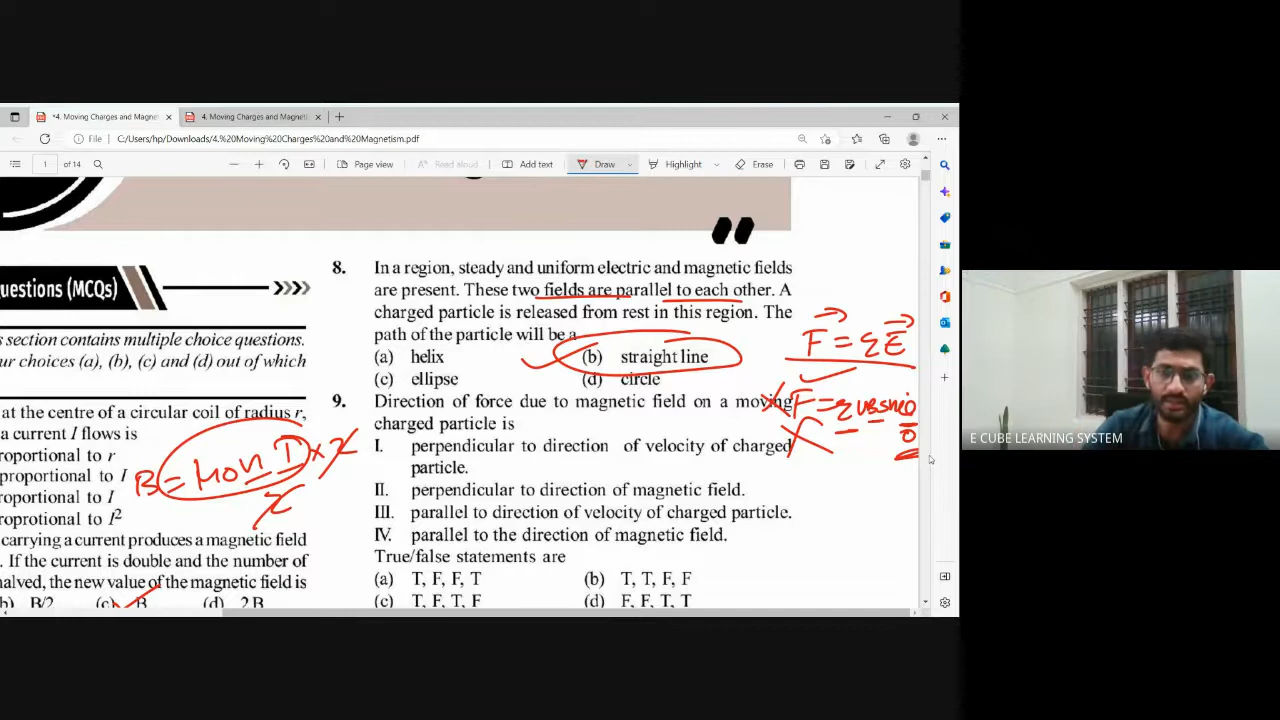 *4. Moving Charges and Magnet
4. Moving Charges and Magneti
File
C:/Users/hp/Downloads/4.%20Moving%20Charges%20and%20Magnetism.pdf
1 of 14
Page view
Read aloud
Add text
Draw
Highlight
Erase
uestions (MCQs)
s section contains multiple choice questions.
ur choices (a), (b), (c) and (d) out of which
at the centre of a circular coil of radius r,
a current I flows is
roportional to r
proportional to I
roportional to I
roprotional to I²
carrying a current produces a magnetic field
. If the current is double and the number of
nalved, the new value of the magnetic field is
b) B/2 (c) B (d) 2B
8. In a region, steady and uniform electric and magnetic fields
are present. These two fields are parallel to each other. A
charged particle is released from rest in this region. The
path of the particle will be a
(a) helix (b) straight line
(c) ellipse (d) circle
9. Direction of force due to magnetic field on a moving
charged particle is
I. perpendicular to direction of velocity of charged
particle.
II. perpendicular to direction of magnetic field.
III. parallel to direction of velocity of charged particle.
IV. parallel to the direction of magnetic field.
True/false statements are
(a) T, F, F, T (b) T, T, F, F
(c) T, F, T, F (d) F, F, T, T
F = qE
F = q
0
B =
E CUBE LEARNING SYSTEM